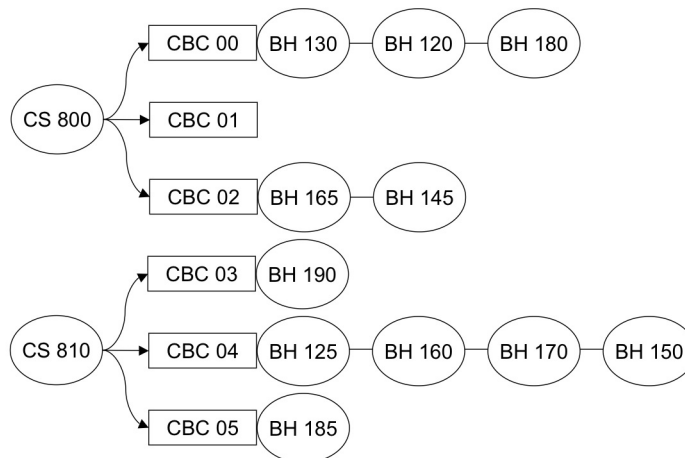 CBC 00 BH 130 BH 120 BH 180
CS 800
CBC 01
CBC 02 BH 165 BH 145
CBC 03 BH 190
CS 810
CBC 04 BH 125 BH 160 BH 170 BH 150
CBC 05 BH 185